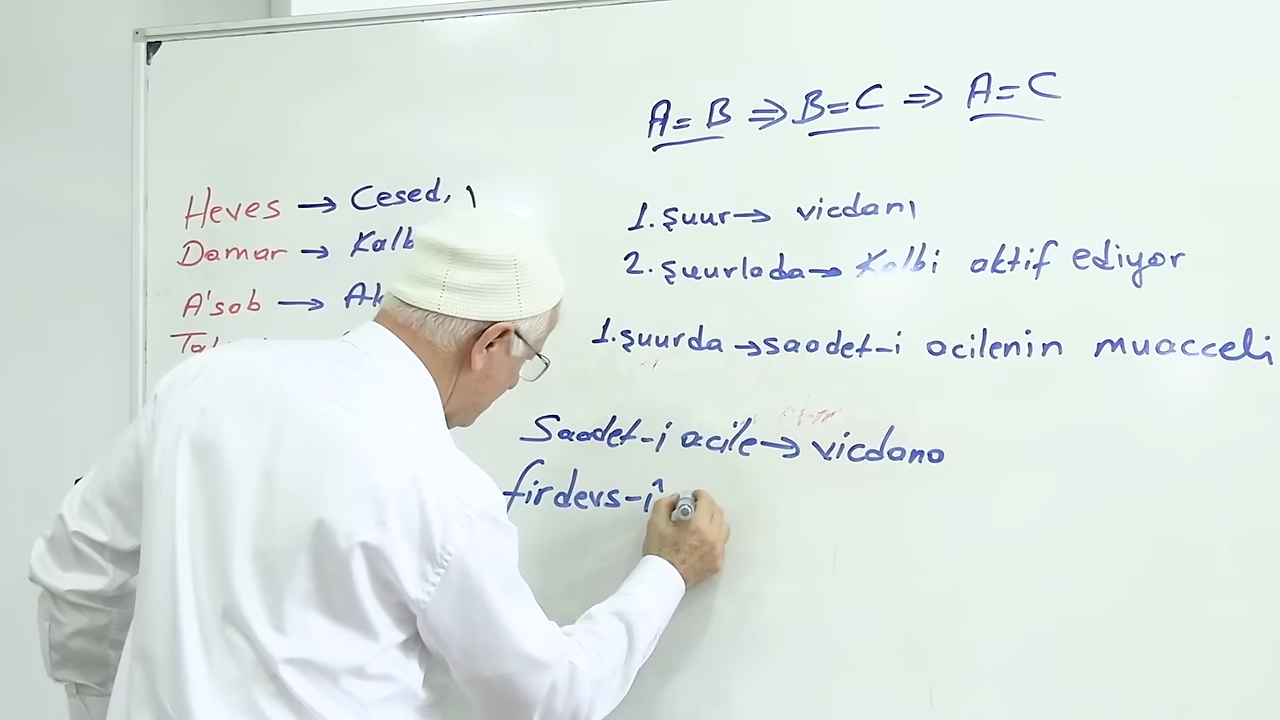 A = B ⇒ B = C ⇒ A = C
Heves → Cesed,
Damar → Kalb
A'sab →
1. şuur → vicdanı
2. şuurlada → Kalbi aktif ediyor
1. şuurda → saadet-i acilenin muacceli
Saadet-i acile → vicdana
firdevs-î